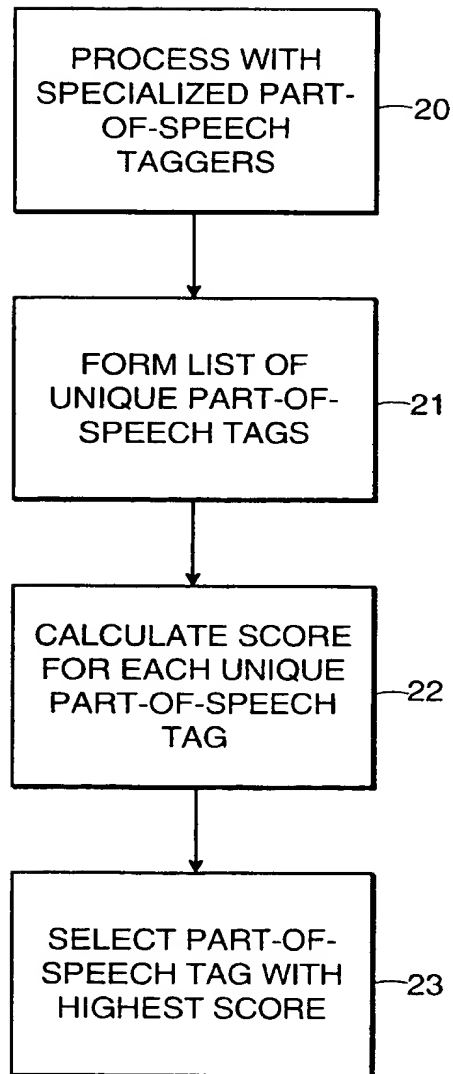 PROCESS WITH
SPECIALIZED PART-
OF-SPEECH
TAGGERS
20
FORM LIST OF
UNIQUE PART-OF-
SPEECH TAGS
21
CALCULATE SCORE
FOR EACH UNIQUE
PART-OF-SPEECH
TAG
22
SELECT PART-OF-
SPEECH TAG WITH
HIGHEST SCORE
23